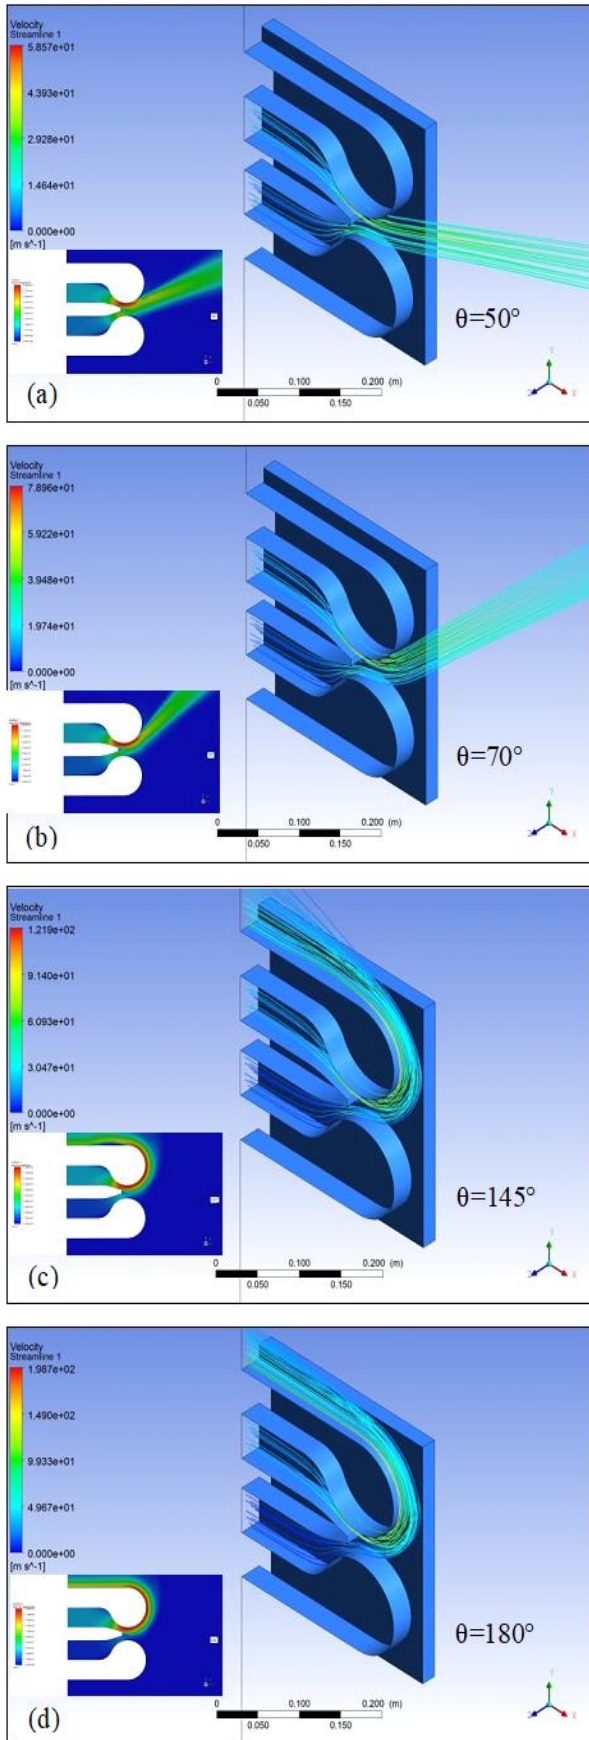 Velocity
Streamline 1
5.857e+01
4.393e+01
2.928e+01
1.464e+01
0.000e+00
[m s^-1]
θ=50°
0 0.100 0.200 (m)
0.050 0.150
Y
Z X
(a)
Velocity
Streamline 1
7.896e+01
5.922e+01
3.948e+01
1.974e+01
0.000e+00
[m s^-1]
θ=70°
0 0.100 0.200 (m)
0.050 0.150
Y
Z X
(b)
Velocity
Streamline 1
1.219e+02
9.140e+01
6.093e+01
3.047e+01
0.000e+00
[m s^-1]
θ=145°
0 0.100 0.200 (m)
0.050 0.150
Y
Z X
(c)
Velocity
Streamline 1
1.987e+02
1.490e+02
9.933e+01
4.967e+01
0.000e+00
[m s^-1]
θ=180°
0 0.100 0.200 (m)
0.050 0.150
Y
Z X
(d)